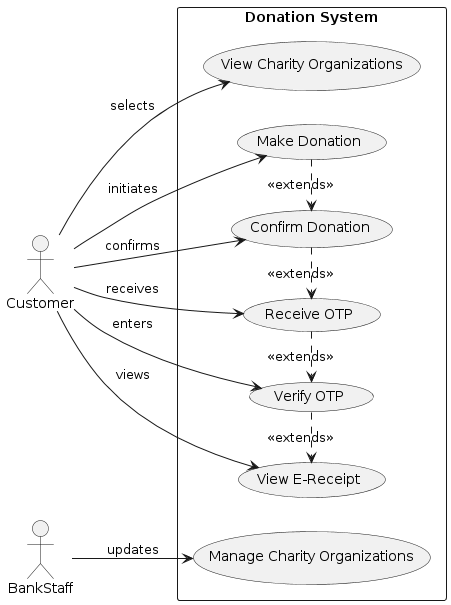 Donation System
View Charity Organizations
selects
Make Donation
«extends»
initiates
Confirm Donation
confirms
«extends»
receives
Receive OTP
Customer
enters
«extends»
views
Verify OTP
«extends»
View E-Receipt
updates
Manage Charity Organizations
BankStaff